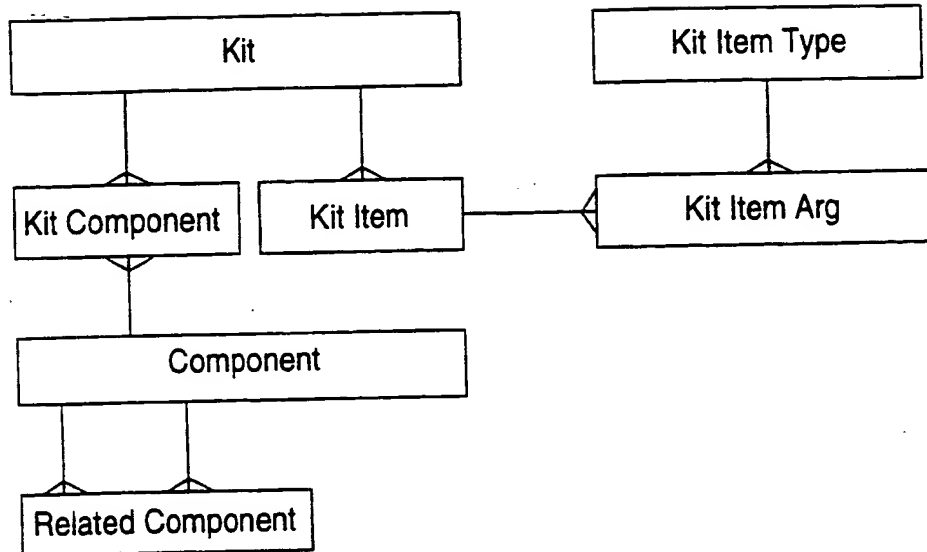 Kit
Kit Item Type
Kit Component
Kit Item
Kit Item Arg
Component
Related Component